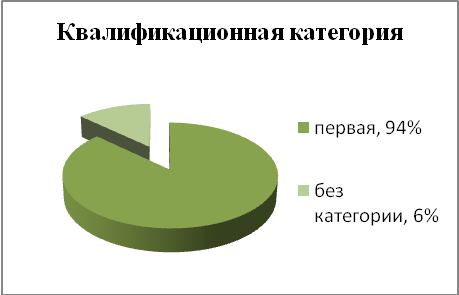 Квалификационная категория
первая, 94%
без
категории, 6%